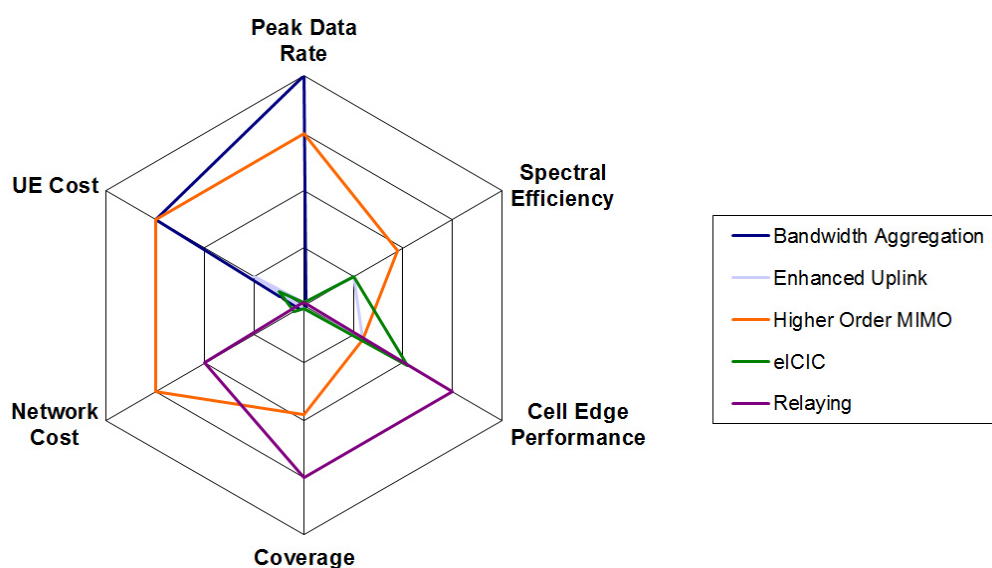 Peak Data
Rate
UE Cost
Spectral
Efficiency
Network
Cost
Cell Edge
Performance
Coverage
Bandwidth Aggregation
Enhanced Uplink
Higher Order MIMO
eICIC
Relaying